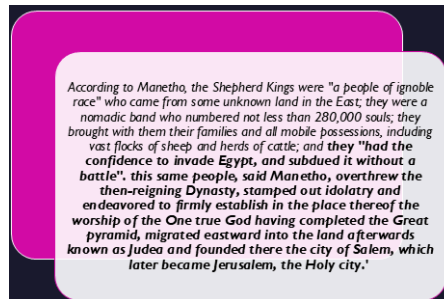 According to Manetho, the Shepherd Kings were "a people of ignoble
race" who came from some unknown land in the East; they were a
nomadic band who numbered not less than 280,000 souls; they
brought with them their families and all mobile possessions, including
vast flocks of sheep and herds of cattle; and they "had the
confidence to invade Egypt, and subdued it without a
battle". this same people, said Manetho, overthrew the
then-reigning Dynasty, stamped out idolatry and
endeavored to firmly establish in the place thereof the
worship of the One true God having completed the Great
pyramid, migrated eastward into the land afterwards
known as Judea and founded there the city of Salem, which
later became Jerusalem, the Holy city.'